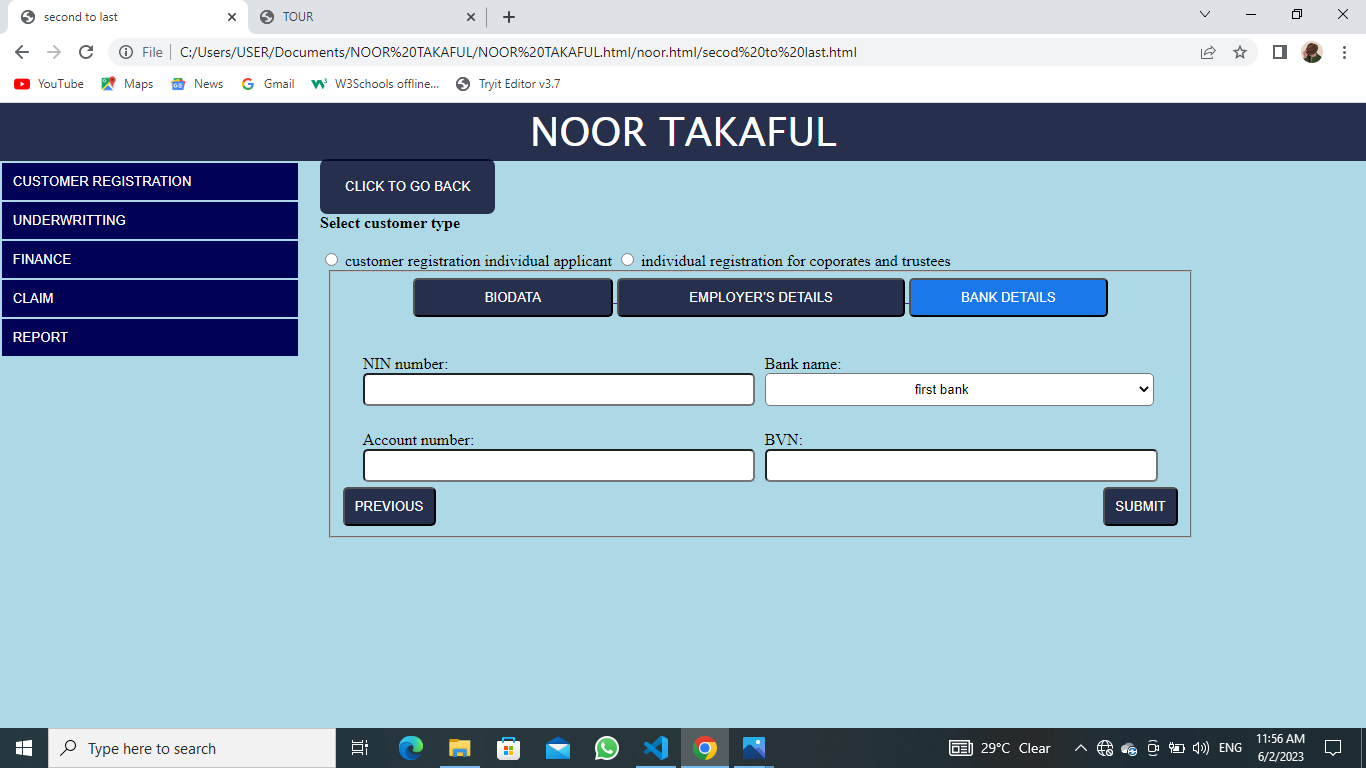 second to last
TOUR
File
C:/Users/USER/Documents/NOOR%20TAKAFUL/NOOR%20TAKAFUL.html/noor.html/secod%20to%20last.html
YouTube
Maps
News
Gmail
W3Schools offline...
Tryit Editor v3.7
NOOR TAKAFUL
CUSTOMER REGISTRATION
UNDERWRITTING
FINANCE
CLAIM
REPORT
CLICK TO GO BACK
Select customer type
customer registration individual applicant
individual registration for coporates and trustees
BIODATA
EMPLOYER'S DETAILS
BANK DETAILS
NIN number:
Bank name:
first bank
Account number:
BVN:
PREVIOUS
SUBMIT
Type here to search
29°C Clear
ENG
11:56 AM
6/2/2023